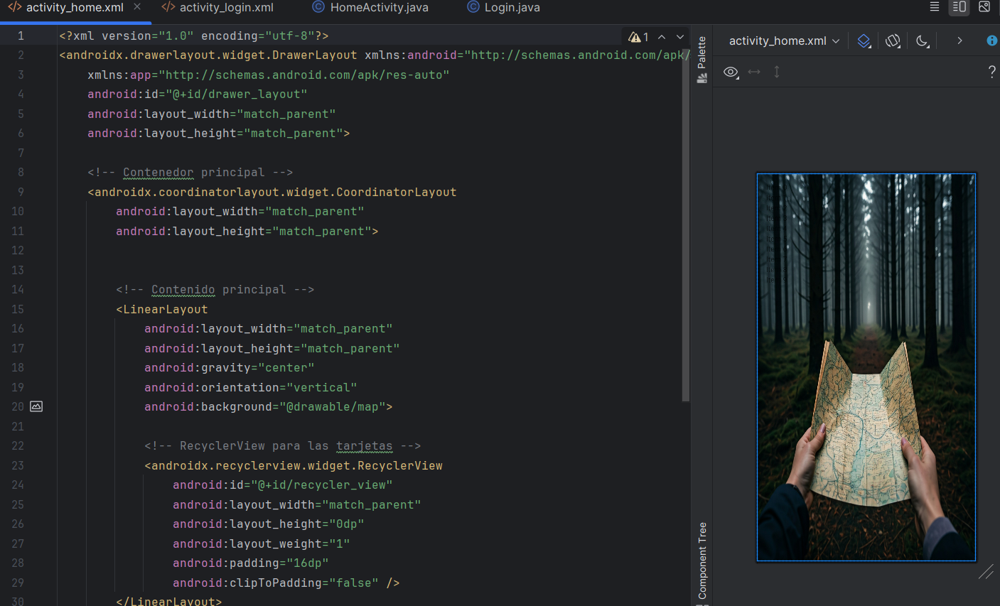 activity_home.xml
activity_login.xml
HomeActivity.java
Login.java
1 <?xml version="1.0" encoding="utf-8"?>
1
2 <androidx.drawerlayout.widget.DrawerLayout xmlns:android="http://schemas.android.com/apk/
3 xmlns:app="http://schemas.android.com/apk/res-auto"
4 android:id="@+id/drawer_layout"
5 android:layout_width="match_parent"
6 android:layout_height="match_parent">
7
8 <!-- Contenedor principal -->
9 <androidx.coordinatorlayout.widget.CoordinatorLayout
10 android:layout_width="match_parent"
11 android:layout_height="match_parent">
12
13
14 <!-- Contenido principal -->
15 <LinearLayout
16 android:layout_width="match_parent"
17 android:layout_height="match_parent"
18 android:gravity="center"
19 android:orientation="vertical"
20 android:background="@drawable/map">
21
22 <!-- RecyclerView para las tarjetas -->
23 <androidx.recyclerview.widget.RecyclerView
24 android:id="@+id/recycler_view"
25 android:layout_width="match_parent"
26 android:layout_height="0dp"
27 android:layout_weight="1"
28 android:padding="16dp"
29 android:clipToPadding="false" />
30 </LinearLayout>
Palette
Component Tree
activity_home.xml
?